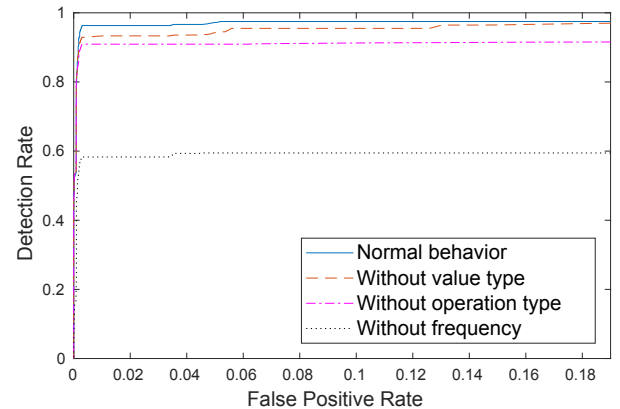 1
0.8
0.6
0.4
0.2
0
Detection Rate
Normal behavior
Without value type
Without operation type
Without frequency
0 0.02 0.04 0.06 0.08 0.1 0.12 0.14 0.16 0.18
False Positive Rate